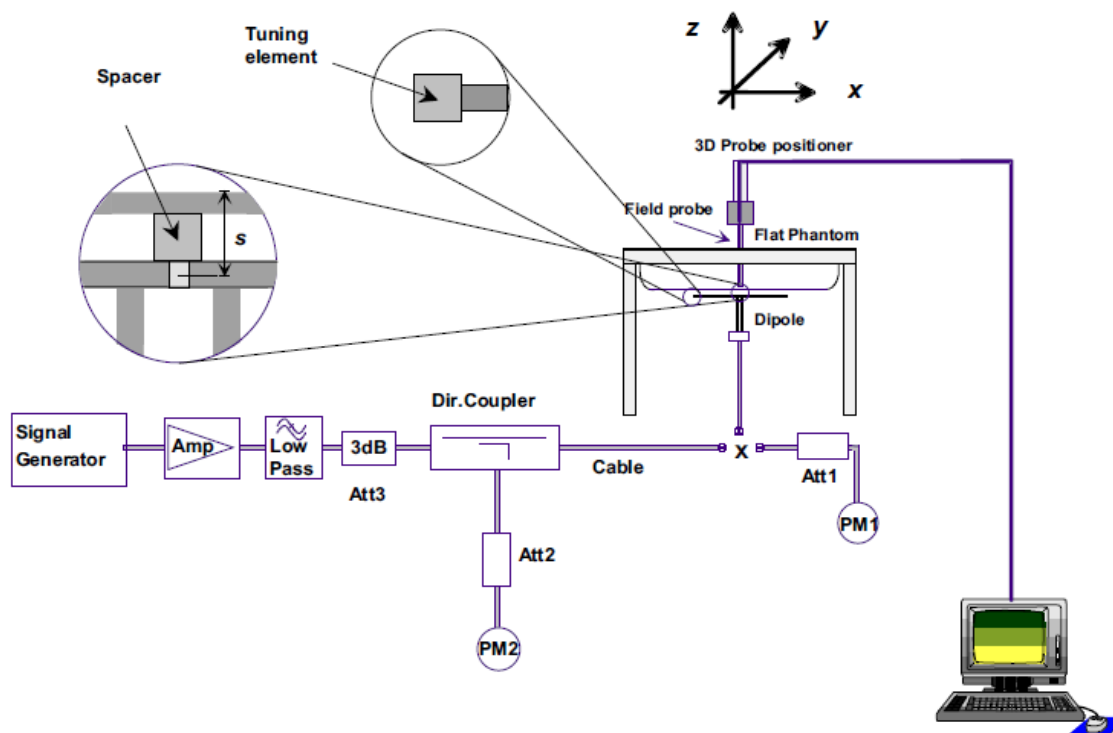 Tuning
element
Spacer
z
y
x
3D Probe positioner
Field probe
Flat Phantom
s
Dipole
Dir.Coupler
Signal
Generator
Amp
Low
Pass
3dB
Att3
Cable
x
Att1
PM1
Att2
PM2